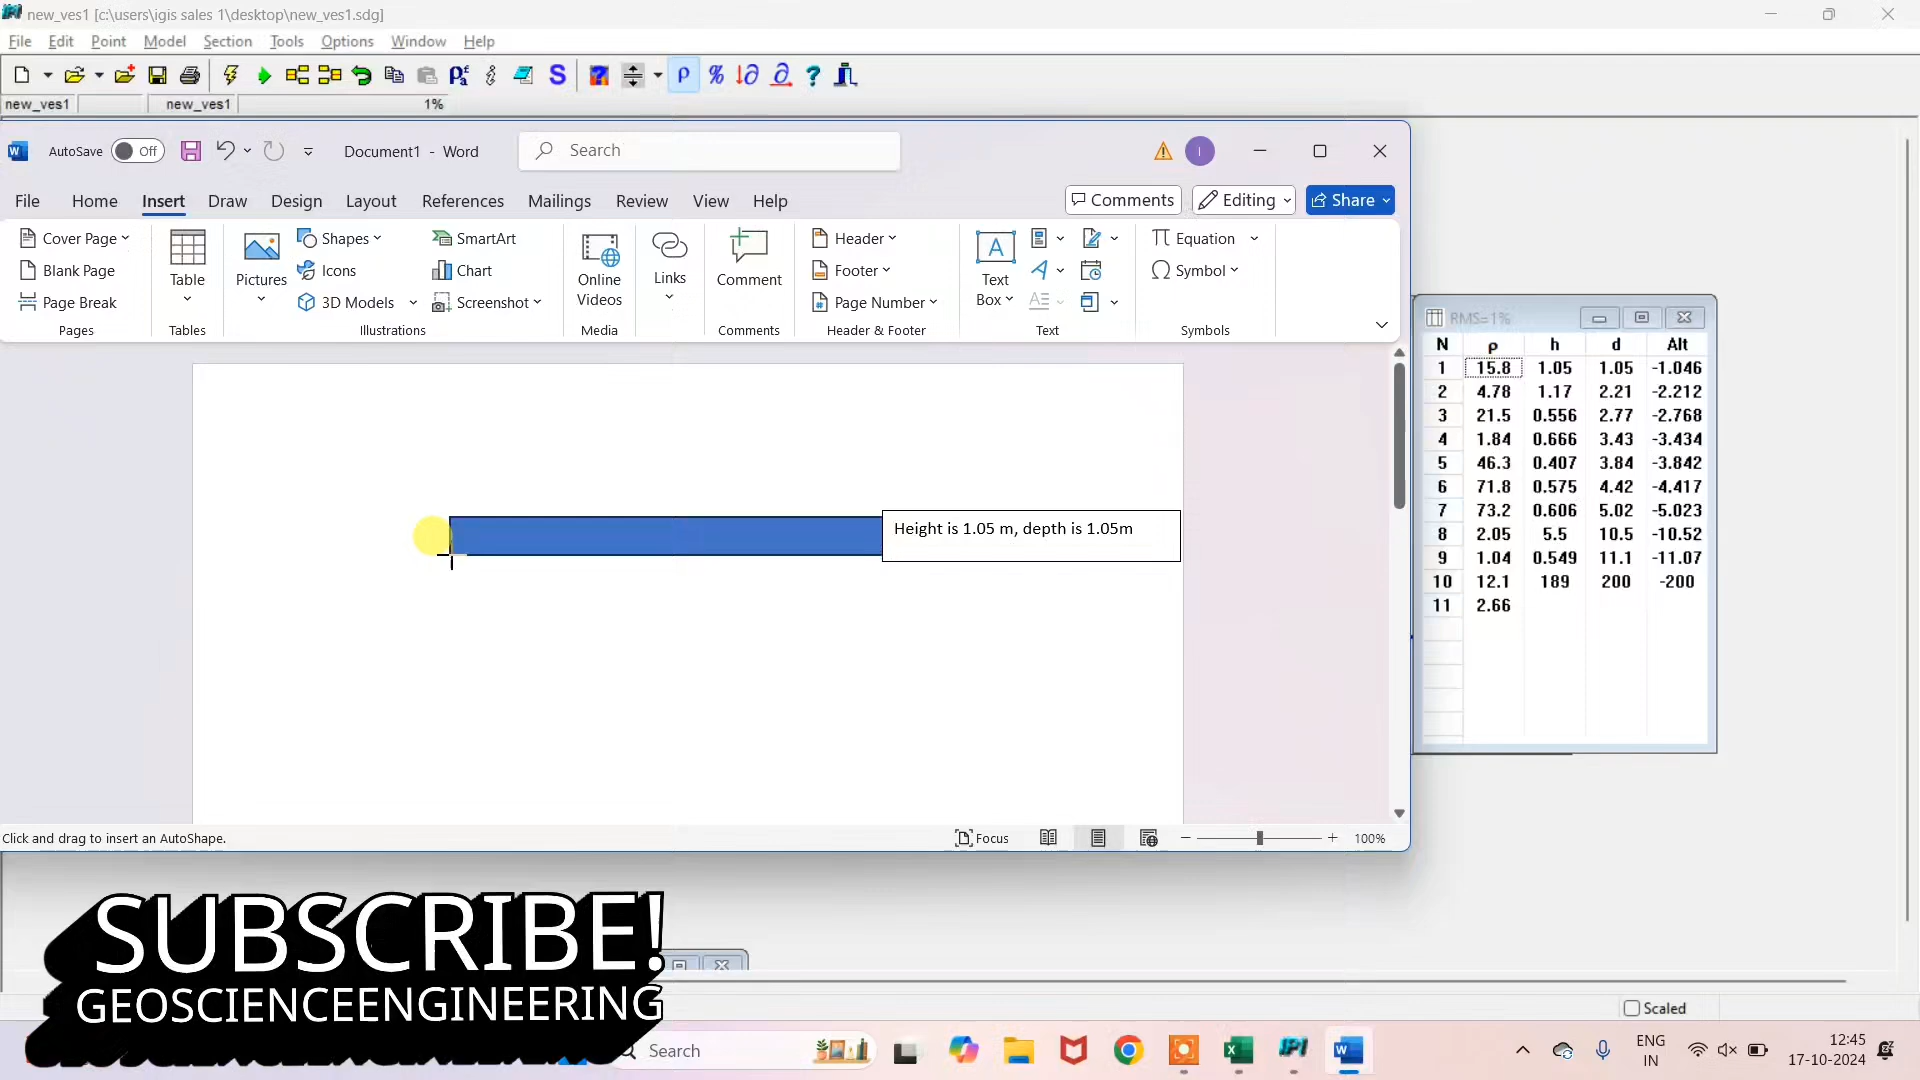 new_ves1 [c:\users\igis sales 1\desktop\new_ves1.sdg]
File Edit Point Model Section Tools Options Window Help
new_ves1 new_ves1 1%
AutoSave Off Document1 - Word Search I
File Home Insert Draw Design Layout References Mailings Review View Help Comments Editing Share
Cover Page
Blank Page
Page Break
Pages
Table
Tables
Pictures
Shapes
Icons
3D Models
SmartArt
Chart
Screenshot
Illustrations
Online
Videos
Media
Links
Comment
Comments
Header
Footer
Page Number
Header & Footer
Text
Box
Text
Equation
Symbol
Symbols
Height is 1.05 m, depth is 1.05m
Click and drag to insert an AutoShape.
Focus
100%
RMS=1%
N ρ h d Alt
1 15.8 1.05 1.05 -1.046
2 4.78 1.17 2.21 -2.212
3 21.5 0.556 2.77 -2.768
4 1.84 0.666 3.43 -3.434
5 46.3 0.407 3.84 -3.842
6 71.8 0.575 4.42 -4.417
7 73.2 0.606 5.02 -5.023
8 2.05 5.5 10.5 -10.52
9 1.04 0.549 11.1 -11.07
10 12.1 189 200 -200
11 2.66
SUBSCRIBE!
GEOSCIENCEENGINEERING
Scaled
Search
ENG
IN
12:45
17-10-2024